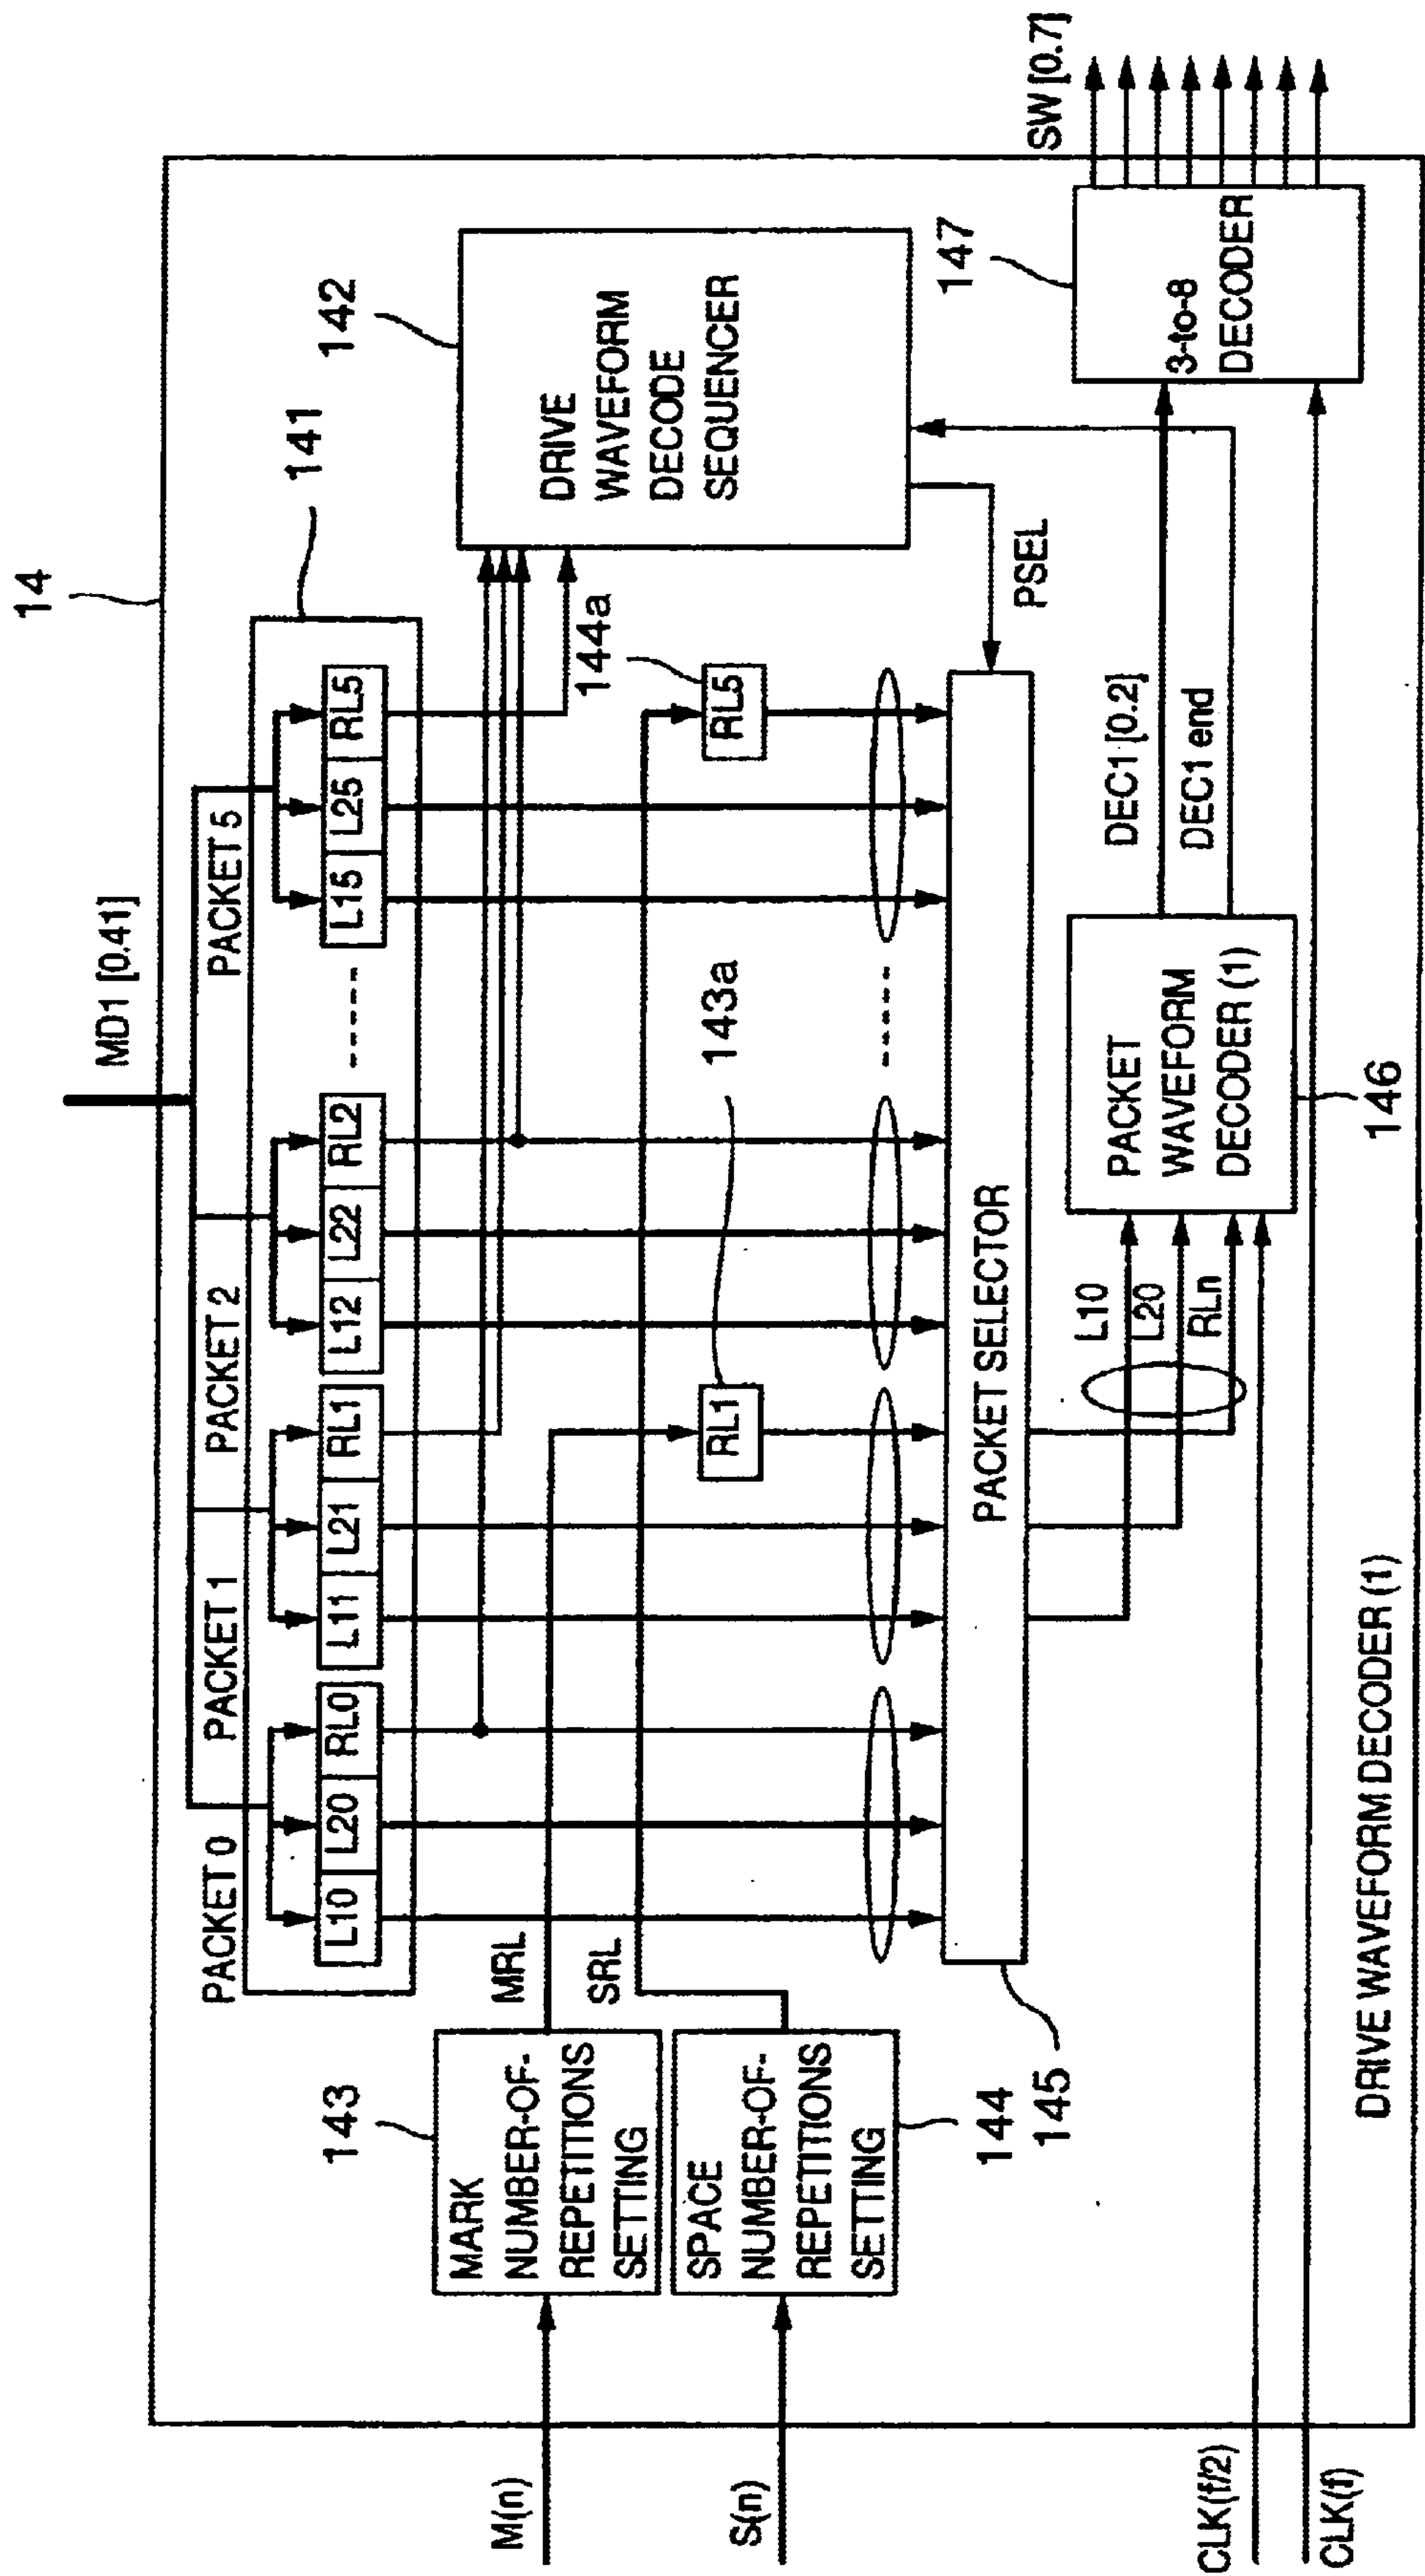 14
MD1 [0.41]
141
142
PACKET 0
PACKET 1
PACKET 2
PACKET 5
L10
L20
RL0
L11
L21
RL1
L12
L22
RL2
-----
L15
L25
RL5
DRIVE
WAVEFORM
DECODE
SEQUENCER
143
MARK
NUMBER-OF-
REPETITIONS
SETTING
MRL
M(n)
SPACE
NUMBER-OF-
REPETITIONS
SETTING
SRL
S(n)
144
143a
RL1
144a
RL5
-----
PACKET SELECTOR
145
PSEL
L10
L20
RLn
PACKET
WAVEFORM
DECODER (1)
146
DEC1 [0.2]
DEC1 end
147
3-to-8
DECODER
SW [0.7]
CLK(f/2)
CLK(f)
DRIVE WAVEFORM DECODER (1)